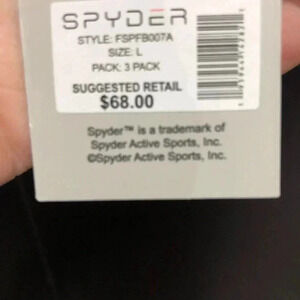 SPYDER
STYLE: FSPFB007A
SIZE: L
PACK: 3 PACK
SUGGESTED RETAIL
$68.00
Spyder™ is a trademark of
Spyder Active Sports, Inc.
©Spyder Active Sports, Inc.